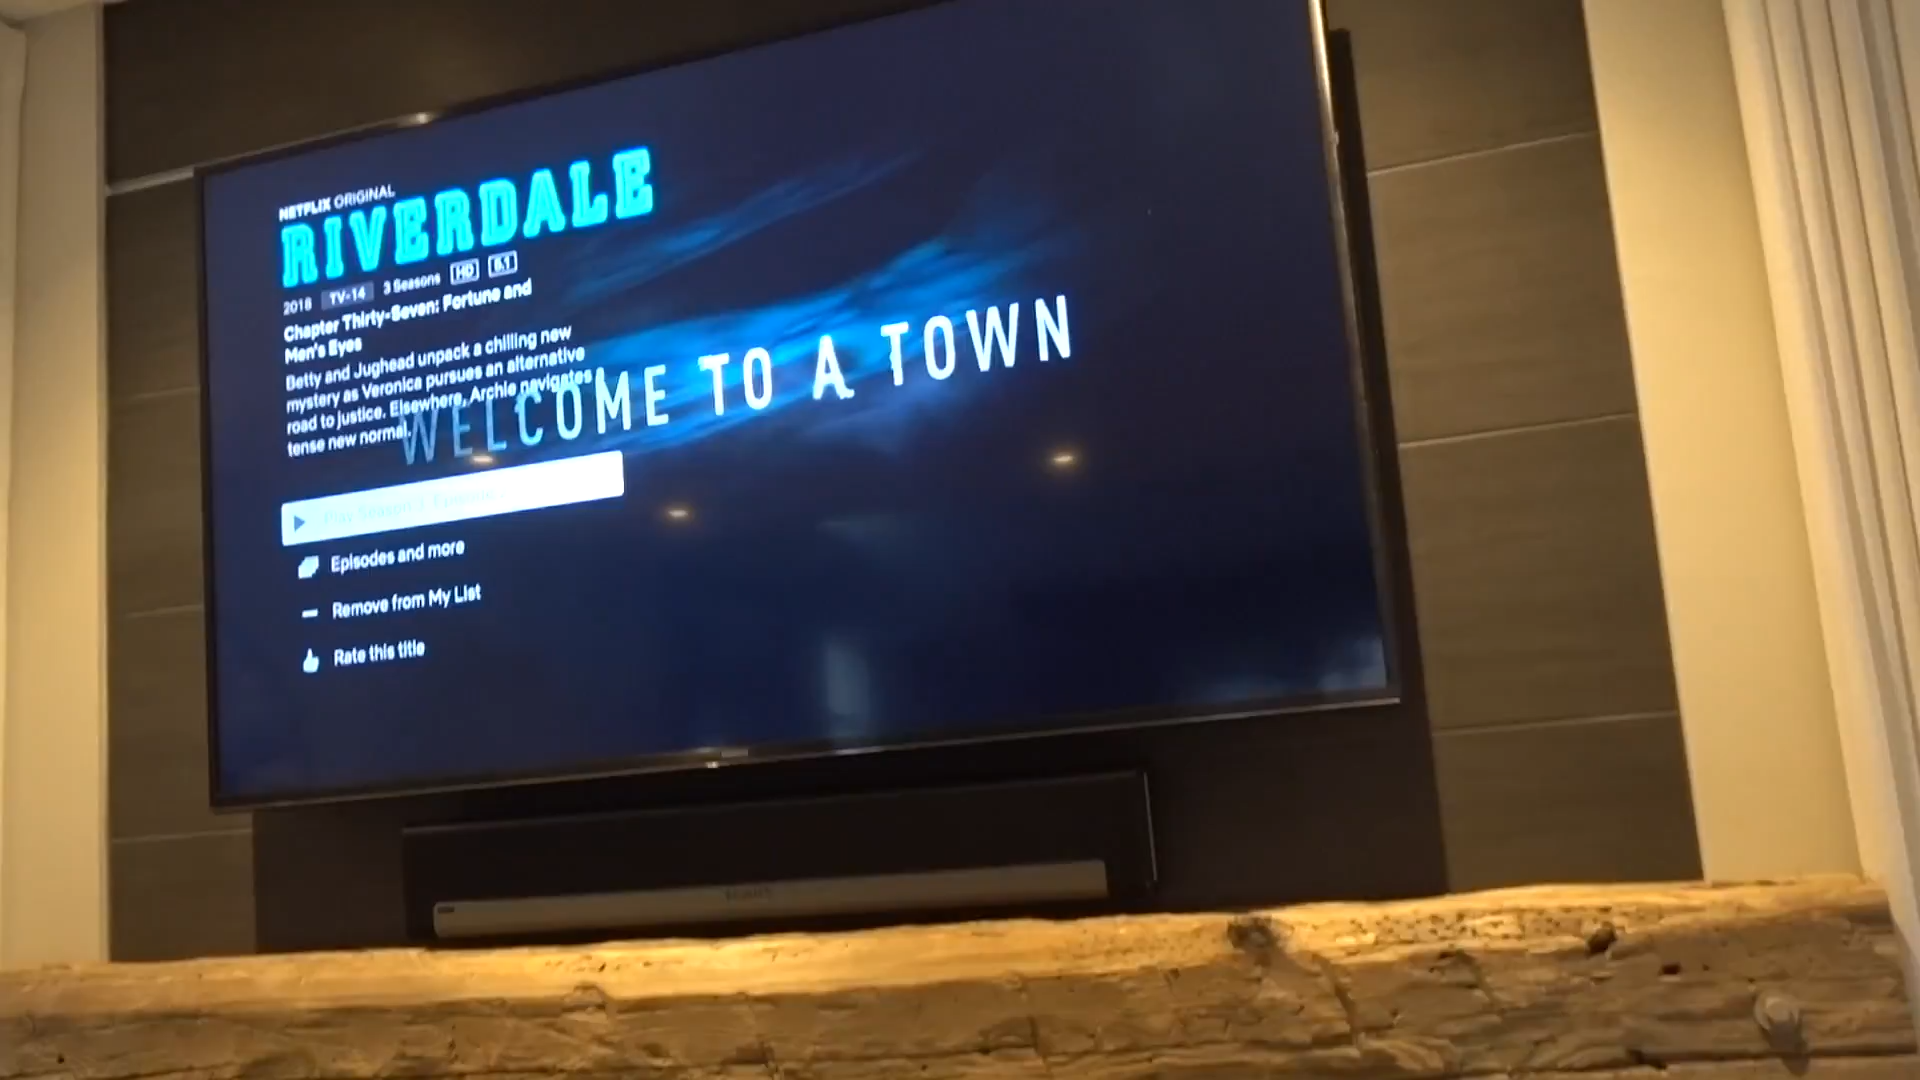 NETFLIX ORIGINAL
RIVERDALE
2018 TV-14 3 Seasons HD 5.1
Chapter Thirty-Seven: Fortune and
Men's Eyes
Betty and Jughead unpack a chilling new
mystery as Veronica pursues an alternative
road to justice. Elsewhere, Archie navigates
tense new normal.
WELCOME TO A TOWN
Play Season
Episodes and more
Remove from My List
Rate this title